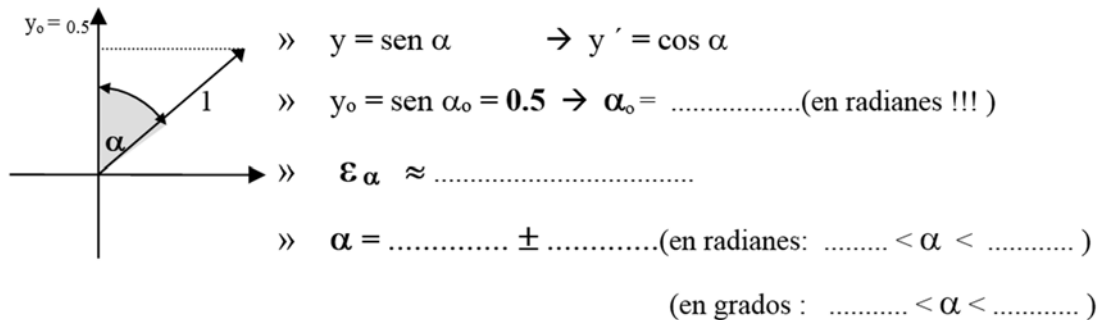 yₒ = 0.5
» y = sen α → y ´ = cos α
1
» yₒ = sen αₒ = 0.5 → αₒ = ..................(en radianes !!! )
α
» ε α ≈ ..................................
» α = ............. ± ............(en radianes: ......... < α < ............ )
(en grados : ........... < α < ............ )